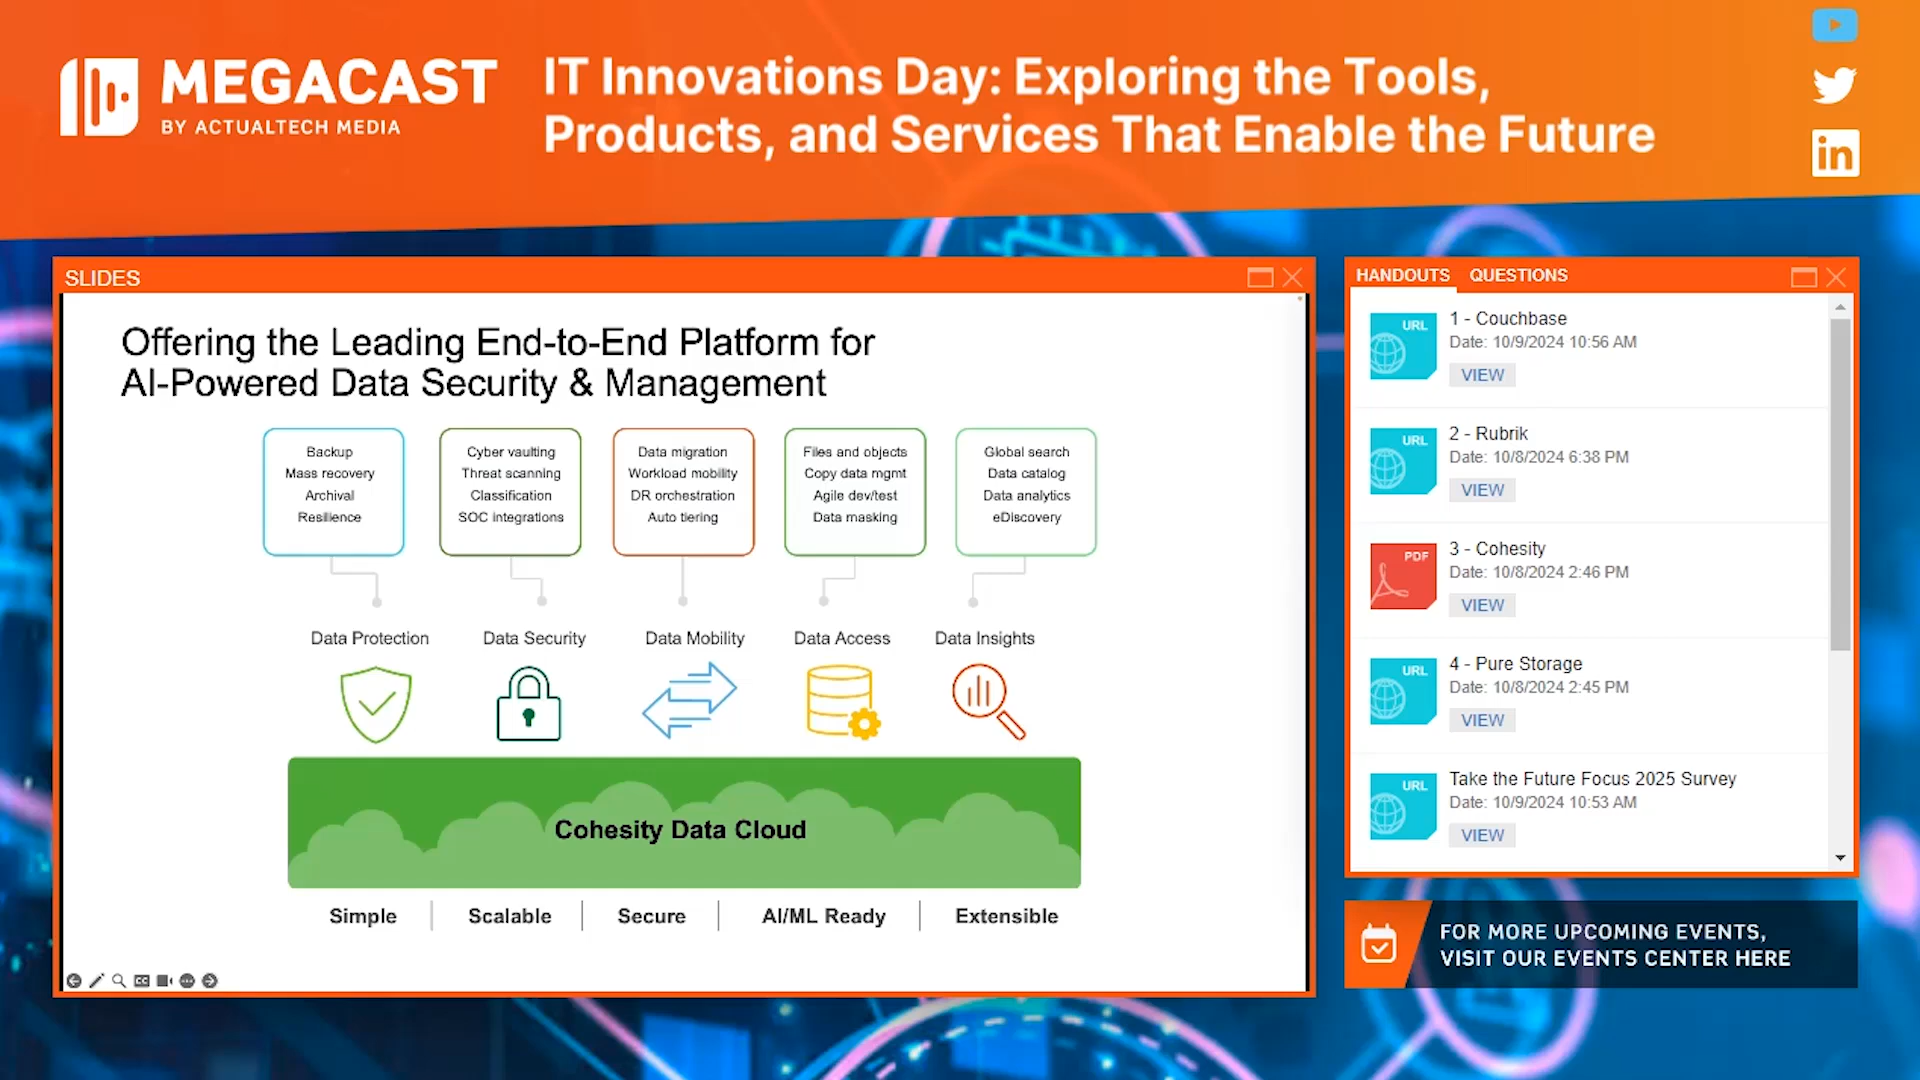 MEGACAST
BY ACTUALTECH MEDIA
IT Innovations Day: Exploring the Tools,
Products, and Services That Enable the Future
in
SLIDES
Offering the Leading End-to-End Platform for
AI-Powered Data Security & Management
Backup
Mass recovery
Archival
Resilience
Cyber vaulting
Threat scanning
Classification
SOC integrations
Data migration
Workload mobility
DR orchestration
Auto tiering
Files and objects
Copy data mgmt
Agile dev/test
Data masking
Global search
Data catalog
Data analytics
eDiscovery
Data Protection
Data Security
Data Mobility
Data Access
Data Insights
Cohesity Data Cloud
Simple
Scalable
Secure
AI/ML Ready
Extensible
HANDOUTS QUESTIONS
URL
1 - Couchbase
Date: 10/9/2024 10:56 AM
VIEW
URL
2 - Rubrik
Date: 10/8/2024 6:38 PM
VIEW
PDF
3 - Cohesity
Date: 10/8/2024 2:46 PM
VIEW
URL
4 - Pure Storage
Date: 10/8/2024 2:45 PM
VIEW
URL
Take the Future Focus 2025 Survey
Date: 10/9/2024 10:53 AM
VIEW
FOR MORE UPCOMING EVENTS,
VISIT OUR EVENTS CENTER HERE